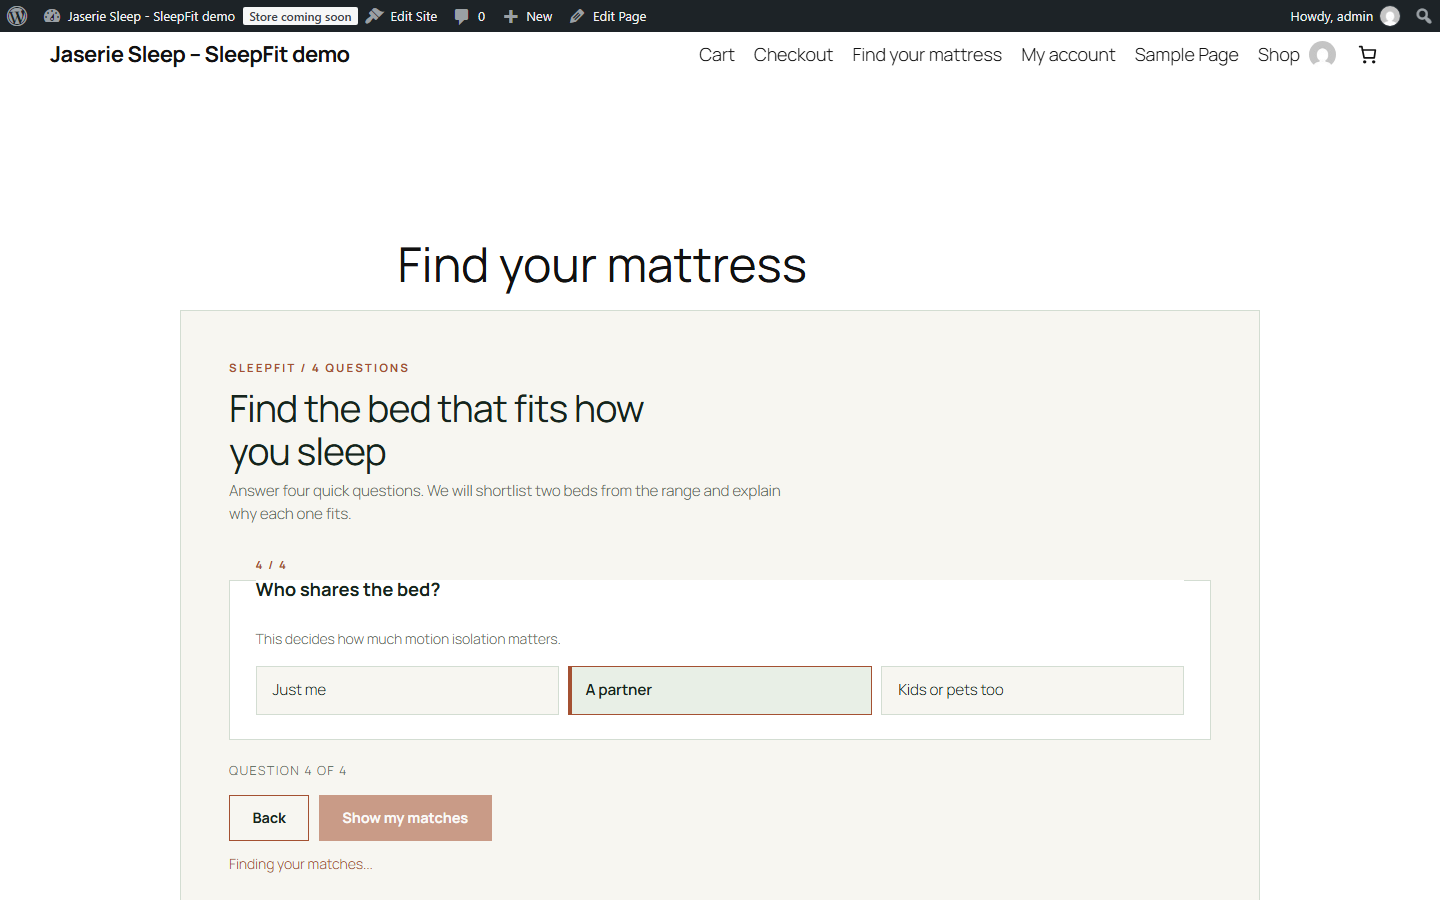 Jaserie Sleep - SleepFit demo Store coming soon Edit Site 0 New Edit Page Howdy, admin
Jaserie Sleep – SleepFit demo Cart Checkout Find your mattress My account Sample Page Shop
Find your mattress
SLEEPFIT / 4 QUESTIONS
Find the bed that fits how
you sleep
Answer four quick questions. We will shortlist two beds from the range and explain
why each one fits.
4 / 4
Who shares the bed?
This decides how much motion isolation matters.
Just me A partner Kids or pets too
QUESTION 4 OF 4
Back Show my matches
Finding your matches...